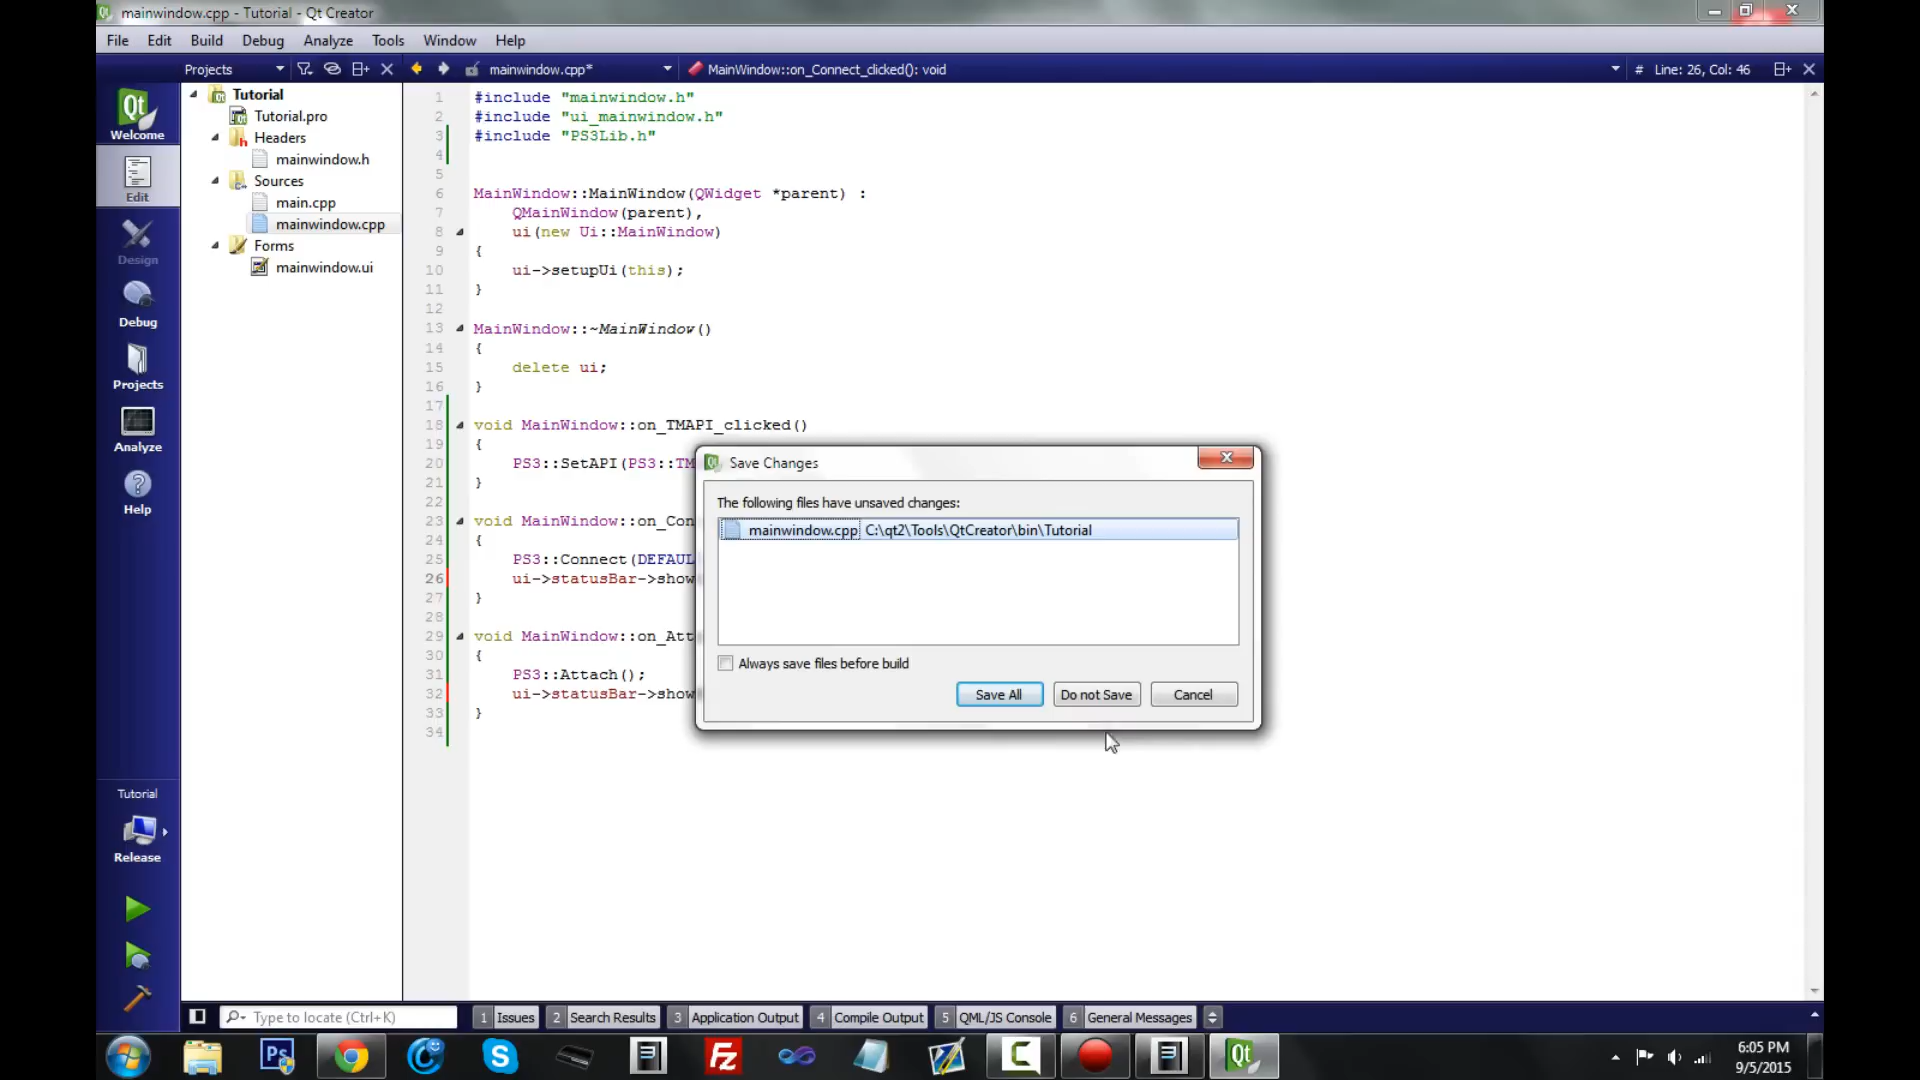 mainwindow.cpp - Tutorial - Qt Creator
File Edit Build Debug Analyze Tools Window Help
Projects mainwindow.cpp* MainWindow::on_Connect_clicked(): void # Line: 26, Col: 46
Welcome
Edit
Design
Debug
Projects
Analyze
Help
Tutorial
Release
Tutorial
Tutorial.pro
Headers
mainwindow.h
Sources
main.cpp
mainwindow.cpp
Forms
mainwindow.ui
1 #include "mainwindow.h"
2 #include "ui_mainwindow.h"
3 #include "PS3Lib.h"
4
5
6 MainWindow::MainWindow(QWidget *parent) :
7 QMainWindow(parent),
8 ui(new Ui::MainWindow)
9 {
10 ui->setupUi(this);
11 }
12
13 MainWindow::~MainWindow()
14 {
15 delete ui;
16 }
17
18 void MainWindow::on_TMAPI_clicked()
19 {
20 PS3::SetAPI(PS3::TM
21 }
22
23 void MainWindow::on_Con
24 {
25 PS3::Connect(DEFAUL
26 ui->statusBar->show
27 }
28
29 void MainWindow::on_Att
30 {
31 PS3::Attach();
32 ui->statusBar->show
33 }
34
Save Changes
The following files have unsaved changes:
mainwindow.cpp C:\qt2\Tools\QtCreator\bin\Tutorial
Always save files before build
Save All Do not Save Cancel
Type to locate (Ctrl+K) 1 Issues 2 Search Results 3 Application Output 4 Compile Output 5 QML/JS Console 6 General Messages
6:05 PM
9/5/2015